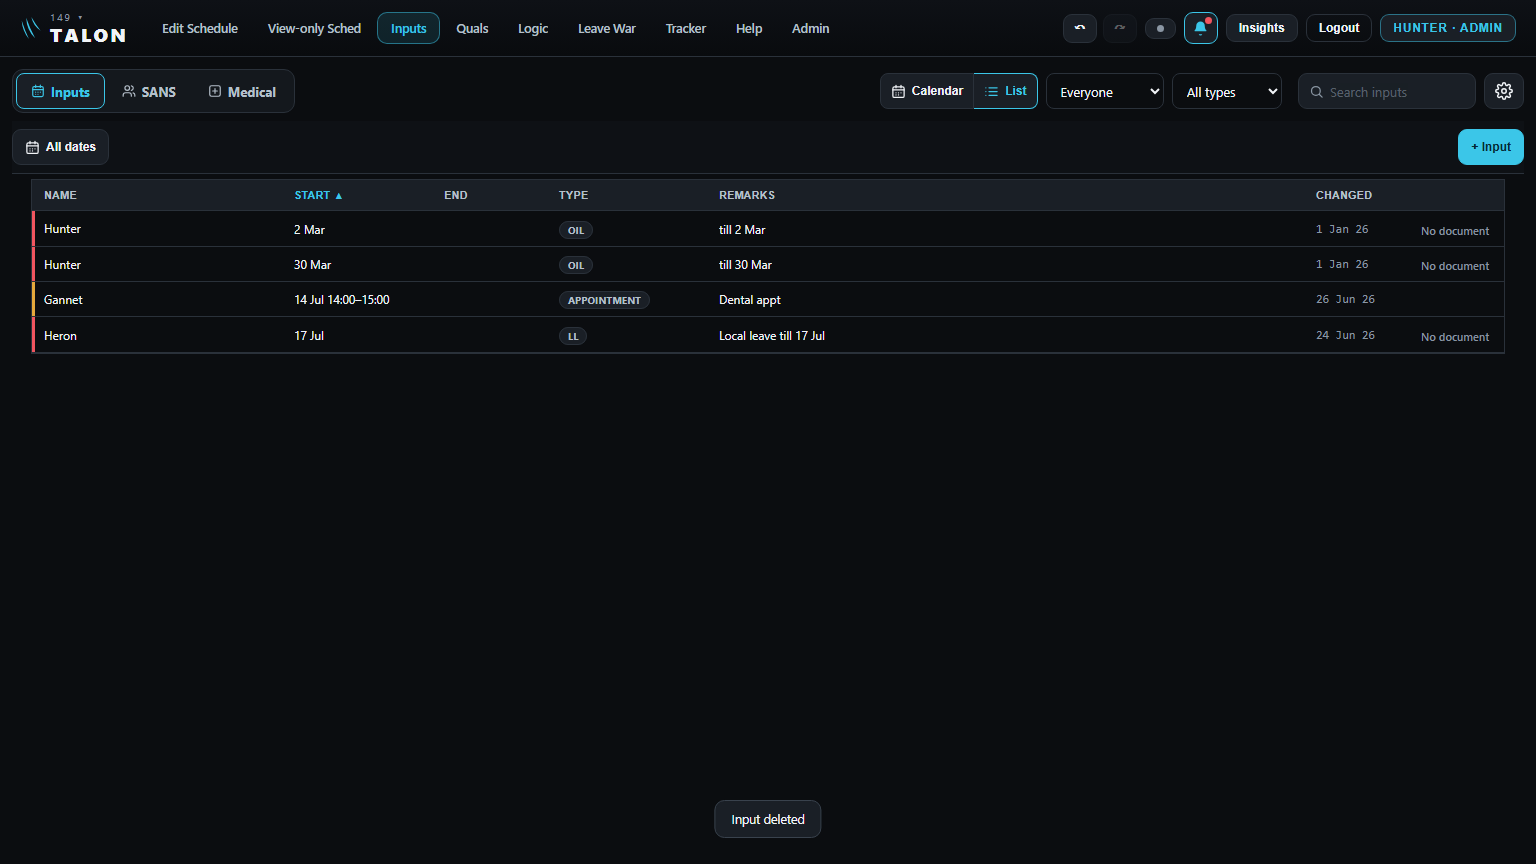 149 ▾
TALON
Edit Schedule
View-only Sched
Inputs
Quals
Logic
Leave War
Tracker
Help
Admin
Insights
Logout
HUNTER · ADMIN
Inputs
SANS
Medical
Calendar
List
Everyone
All types
Search inputs
All dates
+ Input
NAME START ▲ END TYPE REMARKS CHANGED
Hunter 2 Mar OIL till 2 Mar 1 Jan 26 No document
Hunter 30 Mar OIL till 30 Mar 1 Jan 26 No document
Gannet 14 Jul 14:00–15:00 APPOINTMENT Dental appt 26 Jun 26
Heron 17 Jul LL Local leave till 17 Jul 24 Jun 26 No document
Input deleted